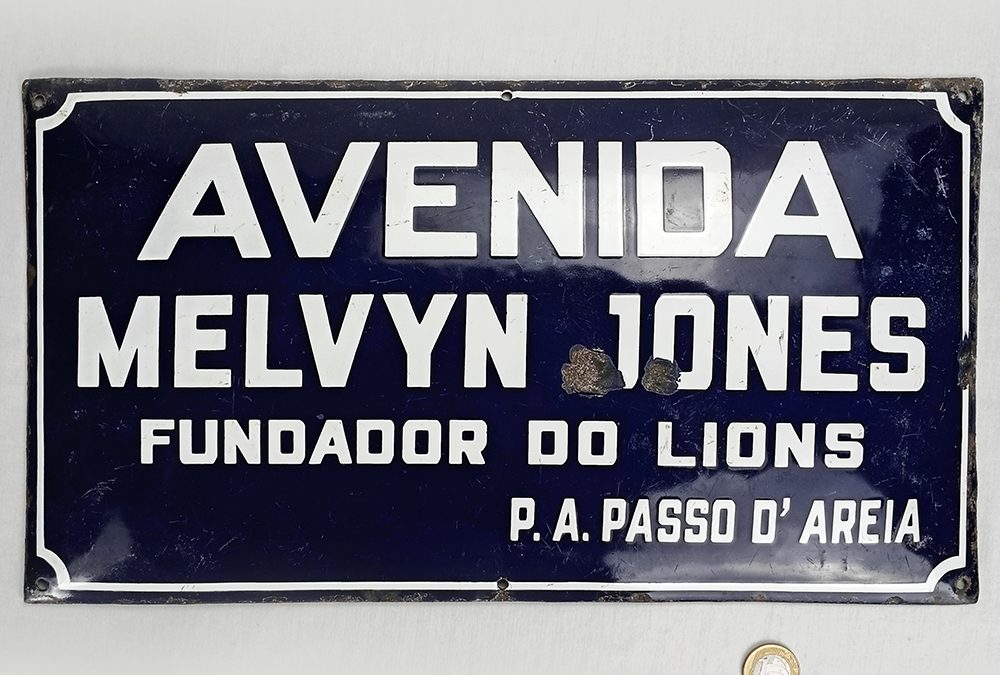 AVENIDA
MELVYN JONES
FUNDADOR DO LIONS
P. A. PASSO D' AREIA